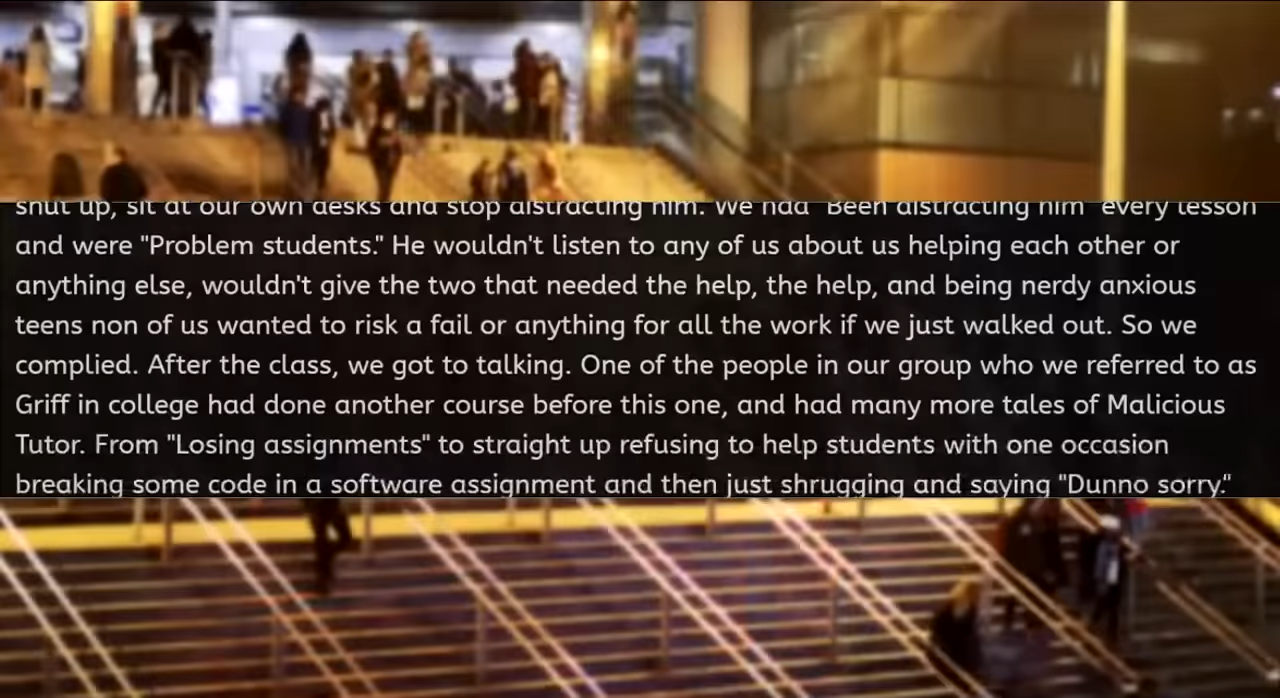 shut up, sit at our own desks and stop distracting him. We had "Been distracting him" every lesson
and were "Problem students." He wouldn't listen to any of us about us helping each other or
anything else, wouldn't give the two that needed the help, the help, and being nerdy anxious
teens non of us wanted to risk a fail or anything for all the work if we just walked out. So we
complied. After the class, we got to talking. One of the people in our group who we referred to as
Griff in college had done another course before this one, and had many more tales of Malicious
Tutor. From "Losing assignments" to straight up refusing to help students with one occasion
breaking some code in a software assignment and then just shrugging and saying "Dunno sorry."